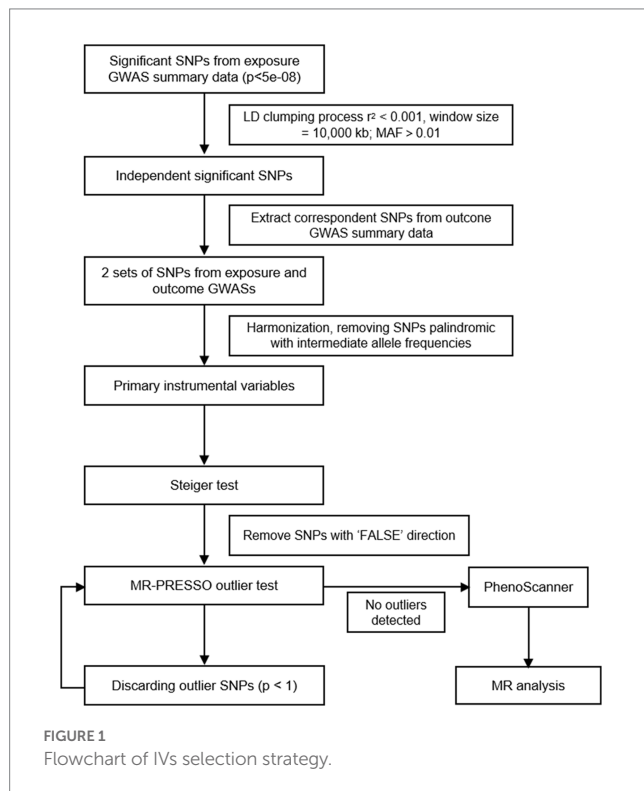 Significant SNPs from exposure
GWAS summary data (p<5e-08)
LD clumping process r² < 0.001, window size
= 10,000 kb; MAF > 0.01
Independent significant SNPs
Extract correspondent SNPs from outcone
GWAS summary data
2 sets of SNPs from exposure and
outcome GWASs
Harmonization, removing SNPs palindromic
with intermediate allele frequencies
Primary instrumental variables
Steiger test
Remove SNPs with 'FALSE' direction
MR-PRESSO outlier test
No outliers
detected
PhenoScanner
Discarding outlier SNPs (p < 1)
MR analysis
FIGURE 1
Flowchart of IVs selection strategy.